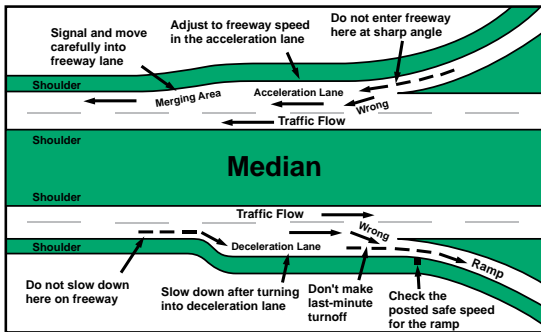 Signal and move
carefully into
freeway lane
Adjust to freeway speed
in the acceleration lane
Do not enter freeway
here at sharp angle
Shoulder
Merging Area
Acceleration Lane
Wrong
Traffic Flow
Shoulder
Median
Shoulder
Traffic Flow
Wrong
Shoulder
Deceleration Lane
Ramp
Do not slow down
here on freeway
Slow down after turning
into deceleration lane
Don't make
last-minute
turnoff
Check the
posted safe speed
for the ramp